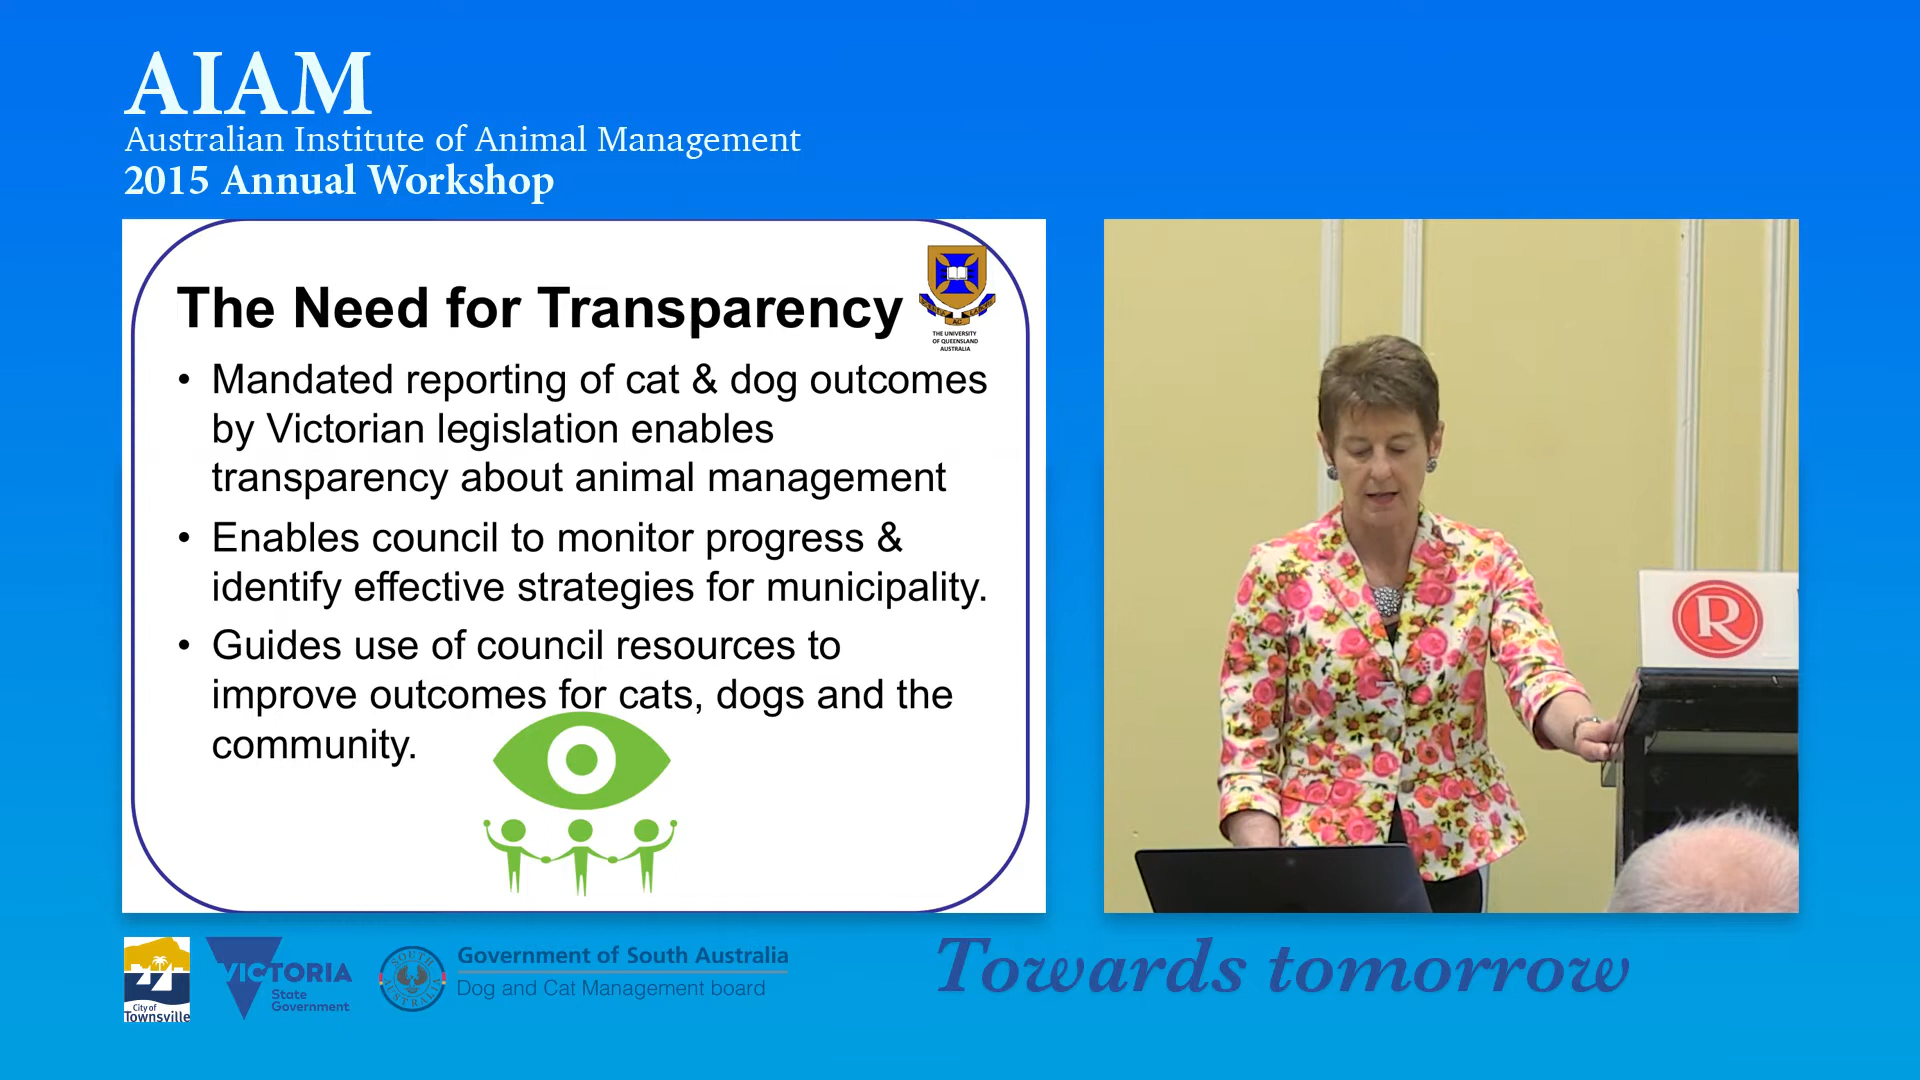 AIAM
Australian Institute of Animal Management
2015 Annual Workshop
The Need for Transparency
THE UNIVERSITY
OF QUEENSLAND
AUSTRALIA
• Mandated reporting of cat & dog outcomes
by Victorian legislation enables
transparency about animal management
• Enables council to monitor progress &
identify effective strategies for municipality.
• Guides use of council resources to
improve outcomes for cats, dogs and the
community.
R
City of
Townsville
VICTORIA
State
Government
SOUTH
AUSTRALIA
Government of South Australia
Dog and Cat Management board
Towards tomorrow